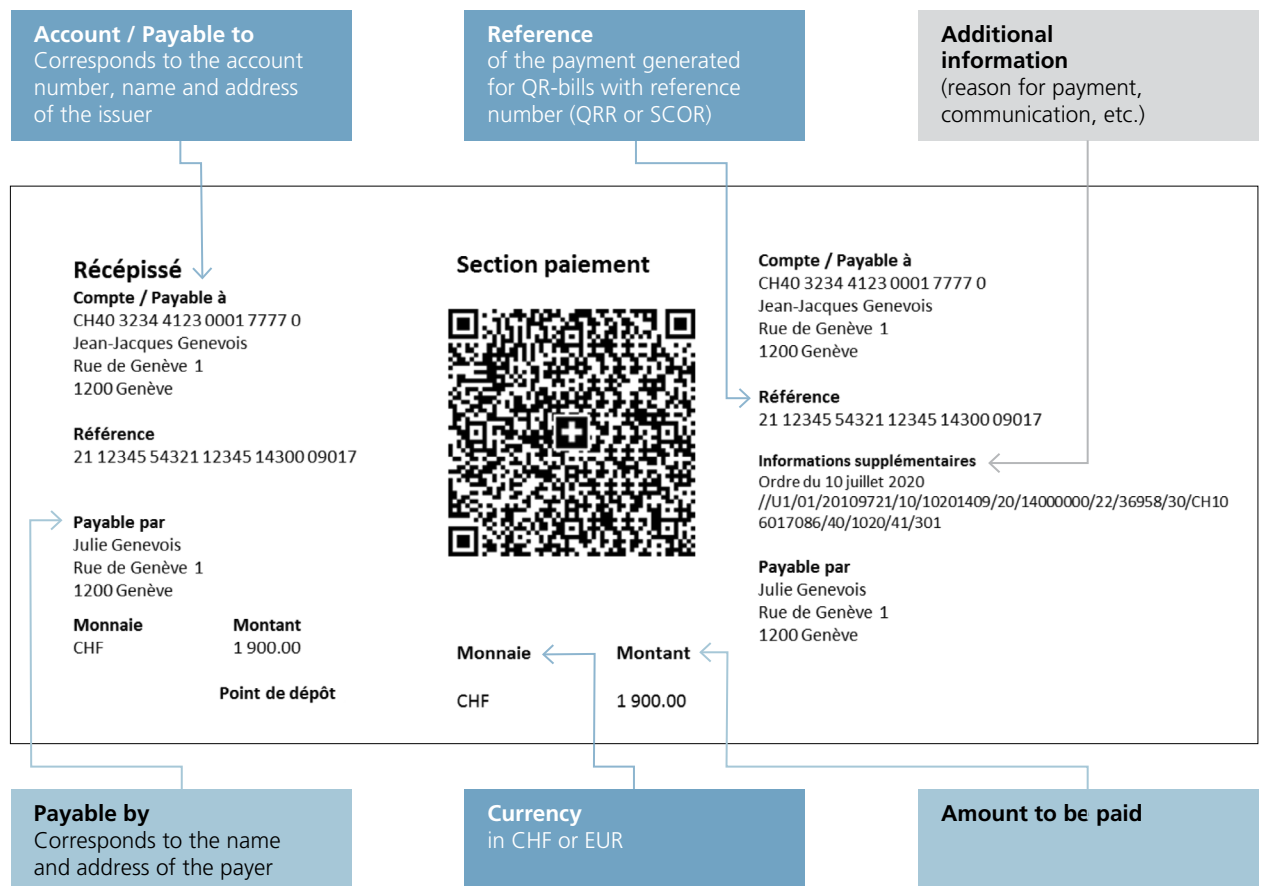 Account / Payable to
Corresponds to the account
number, name and address
of the issuer
Reference
of the payment generated
for QR-bills with reference
number (QRR or SCOR)
Additional
information
(reason for payment,
communication, etc.)
Récépissé
Compte / Payable à
CH40 3234 4123 0001 7777 0
Jean-Jacques Genevois
Rue de Genève 1
1200 Genève
Référence
21 12345 54321 12345 14300 09017
Payable par
Julie Genevois
Rue de Genève 1
1200 Genève
Monnaie Montant
CHF 1 900.00
Point de dépôt
Section paiement
Monnaie Montant
CHF 1 900.00
Compte / Payable à
CH40 3234 4123 0001 7777 0
Jean-Jacques Genevois
Rue de Genève 1
1200 Genève
Référence
21 12345 54321 12345 14300 09017
Informations supplémentaires
Ordre du 10 juillet 2020
//U1/01/20109721/10/10201409/20/14000000/22/36958/30/CH10
6017086/40/1020/41/301
Payable par
Julie Genevois
Rue de Genève 1
1200 Genève
Payable by
Corresponds to the name
and address of the payer
Currency
in CHF or EUR
Amount to be paid